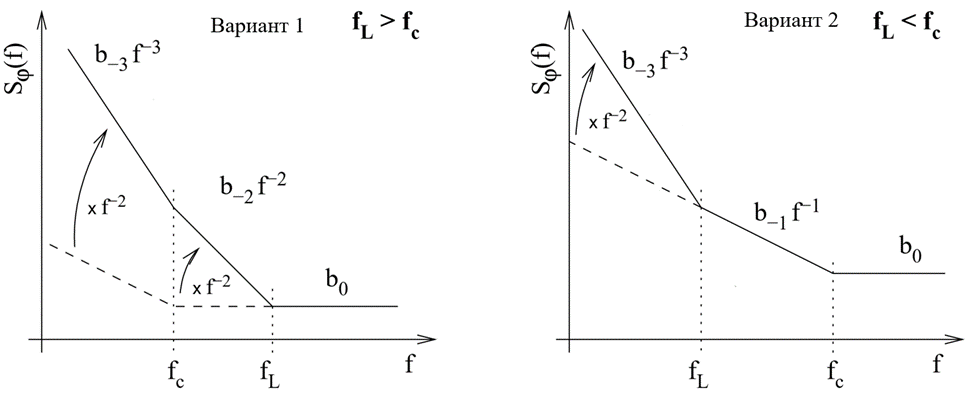 Вариант 1
f_L > f_c
S_φ(f)
b_–3 f^–3
x f^–2
b_–2 f^–2
x f^–2
b_0
f_c
f_L
f
Вариант 2
f_L < f_c
S_φ(f)
b_–3 f^–3
x f^–2
b_–1 f^–1
b_0
f_L
f_c
f